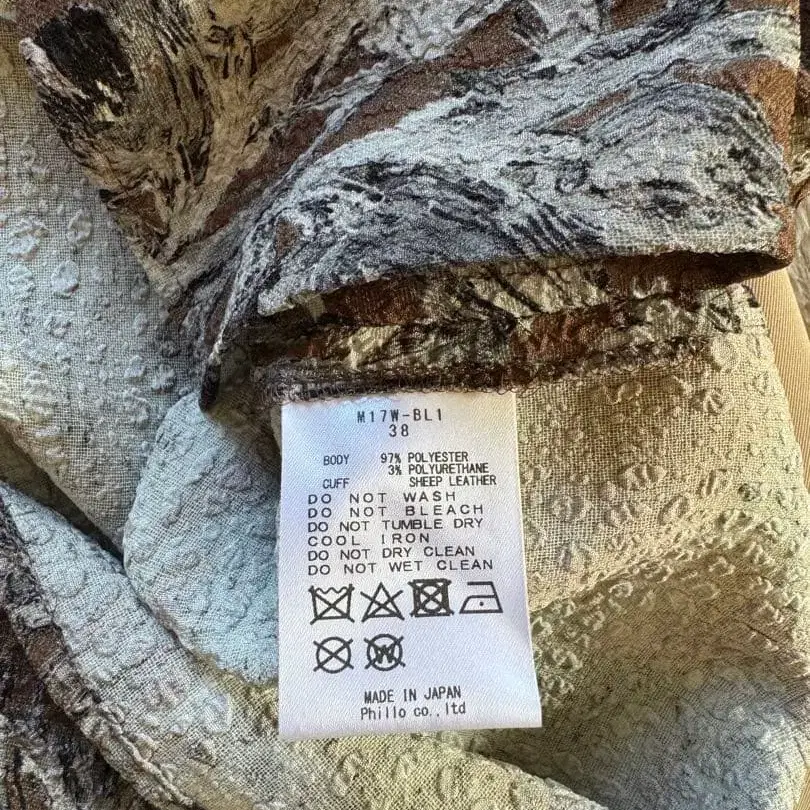 M17W-BL1
38
BODY 97% POLYESTER
3% POLYURETHANE
CUFF SHEEP LEATHER
DO NOT WASH
DO NOT BLEACH
DO NOT TUMBLE DRY
COOL IRON
DO NOT DRY CLEAN
DO NOT WET CLEAN
W
MADE IN JAPAN
Phillo co.,ltd